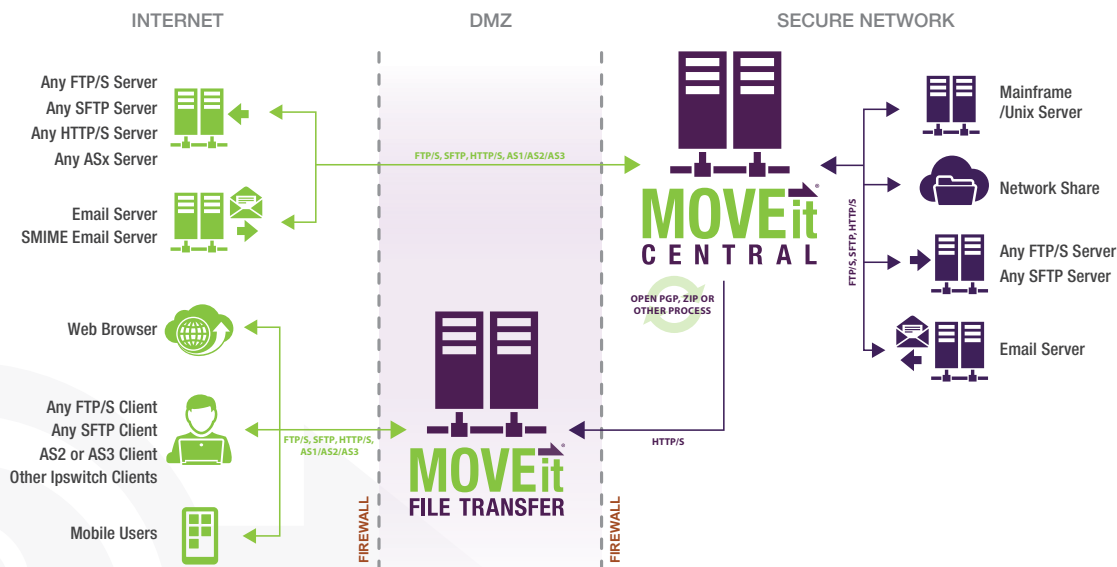 INTERNET
DMZ
SECURE NETWORK
Any FTP/S Server
Any SFTP Server
Any HTTP/S Server
Any ASx Server
Email Server
SMIME Email Server
Web Browser
Any FTP/S Client
Any SFTP Client
AS2 or AS3 Client
Other Ipswitch Clients
Mobile Users
FTP/S, SFTP, HTTP/S, AS1/AS2/AS3
FTP/S, SFTP, HTTP/S,
AS1/AS2/AS3
FIREWALL
MOVEit®
FILE TRANSFER
FIREWALL
HTTP/S
MOVEit®
CENTRAL
OPEN PGP, ZIP OR
OTHER PROCESS
FTP/S, SFTP, HTTP/S
Mainframe
/Unix Server
Network Share
Any FTP/S Server
Any SFTP Server
Email Server